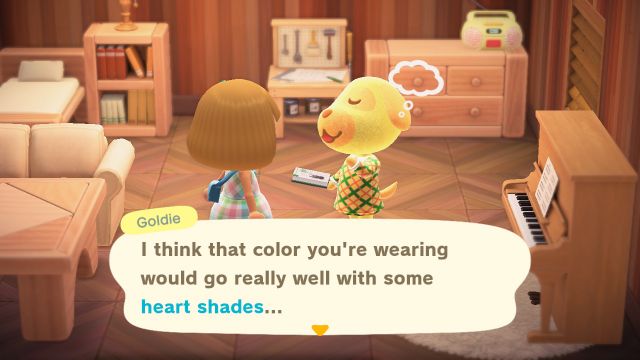 Goldie
I think that color you're wearing
would go really well with some
heart shades...